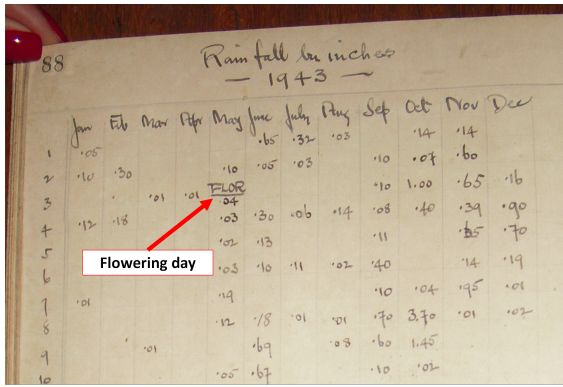 88
Rainfall in inches
— 1943 —
Jan Feb Mar Apr May June July Aug Sep Oct Nov Dec
1 ·05 ·65 ·32 ·03 ·14 ·14
2 ·10 ·30 ·10 ·05 ·03 ·10 ·07 ·60
FLOR
3 ·01 ·01 ·04 ·10 1.00 ·65 ·16
4 ·12 ·18 ·03 ·30 ·06 ·14 ·08 ·40 ·39 ·90
5 ·02 ·13 ·11 ·70
Flowering day
6 ·03 ·10 ·11 ·02 ·40 ·14 ·19
7 ·01 ·19 ·10 ·04 ·95 ·01
8 ·12 ·18 ·01 ·01 ·70 3.70 ·01 ·02
9 ·01 ·69 ·08 ·60 1.45
10 ·05 ·67 ·10 ·02